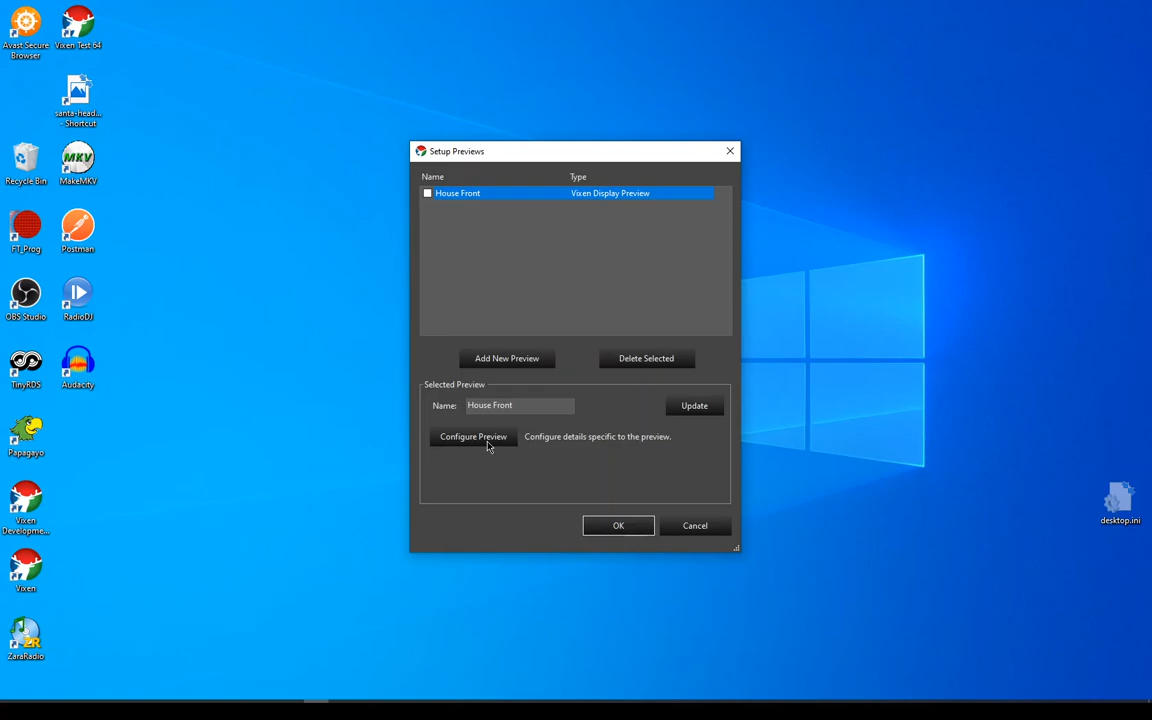 Avast Secure
Browser
Vixen Test 64
santa-head...
- Shortcut
Recycle Bin
MKV
MakeMKV
FT_Prog
Postman
OBS Studio
RadioDJ
TinyRDS
Audacity
Papagayo
Vixen
Developme...
Vixen
ZaraRadio
Setup Previews
Name Type
House Front Vixen Display Preview
Add New Preview Delete Selected
Selected Preview
Name: House Front Update
Configure Preview Configure details specific to the preview.
OK Cancel
desktop.ini